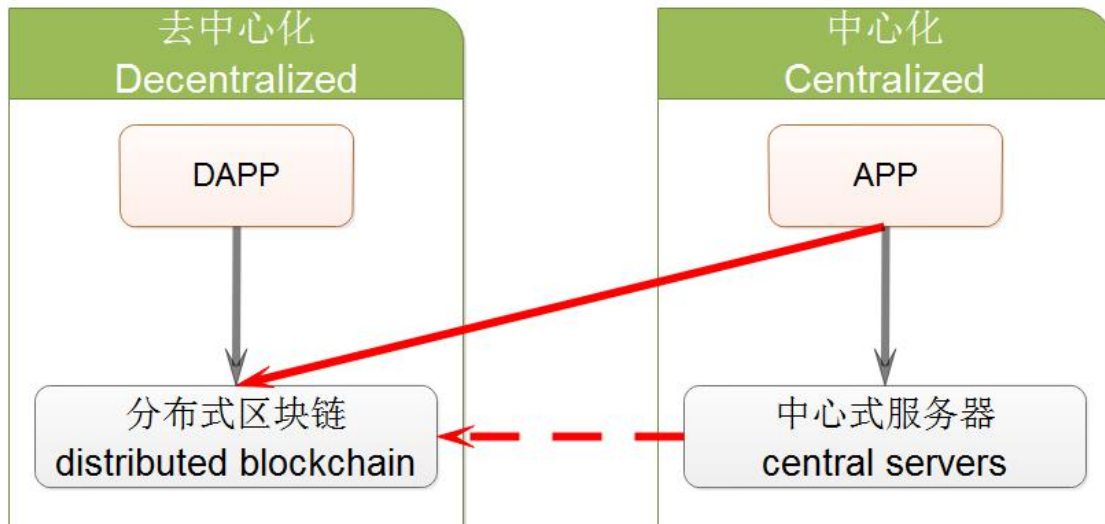 去中心化
Decentralized
中心化
Centralized
DAPP
APP
分布式区块链
distributed blockchain
中心式服务器
central servers